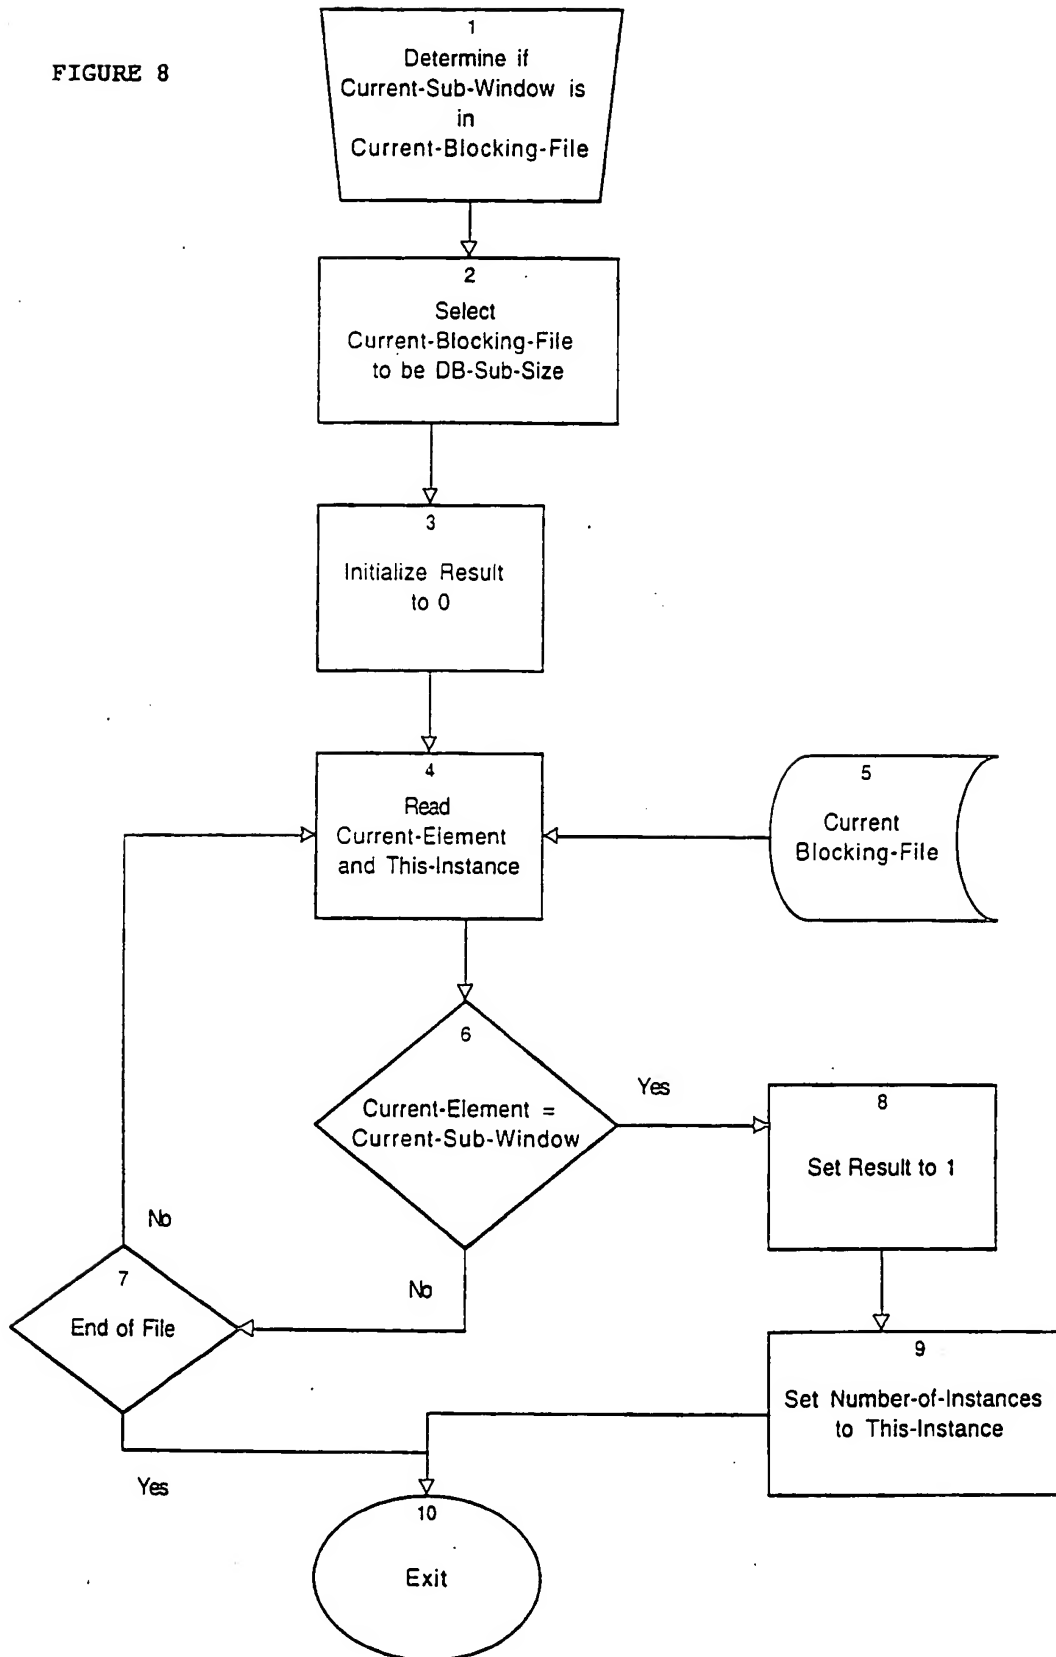 FIGURE 8
1
Determine if
Current-Sub-Window is
in
Current-Blocking-File
2
Select
Current-Blocking-File
to be DB-Sub-Size
3
Initialize Result
to 0
4
Read
Current-Element
and This-Instance
5
Current
Blocking-File
6
Current-Element =
Current-Sub-Window
Yes
No
7
End of File
No
Yes
8
Set Result to 1
9
Set Number-of-Instances
to This-Instance
10
Exit